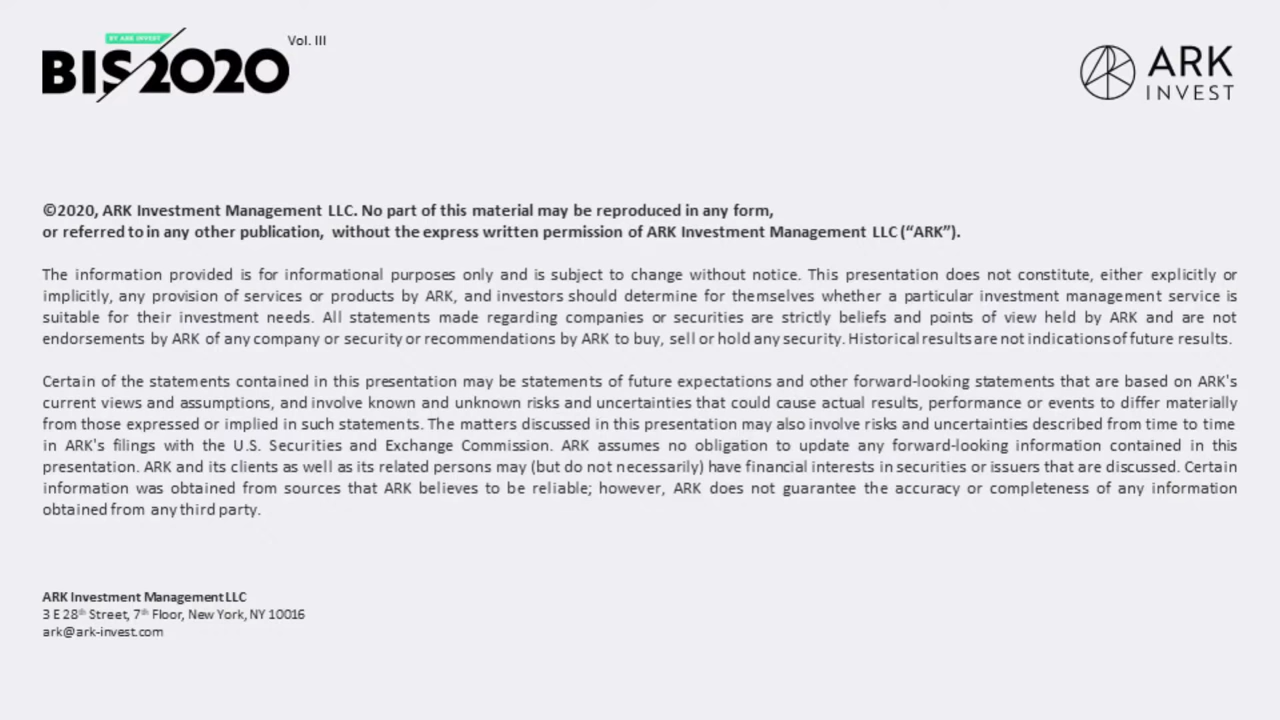 BY ARK INVEST
BIS/2020
Vol. III
ARK
INVEST
©2020, ARK Investment Management LLC. No part of this material may be reproduced in any form,
or referred to in any other publication, without the express written permission of ARK Investment Management LLC (“ARK”).
The information provided is for informational purposes only and is subject to change without notice. This presentation does not constitute, either explicitly or
implicitly, any provision of services or products by ARK, and investors should determine for themselves whether a particular investment management service is
suitable for their investment needs. All statements made regarding companies or securities are strictly beliefs and points of view held by ARK and are not
endorsements by ARK of any company or security or recommendations by ARK to buy, sell or hold any security. Historical results are not indications of future results.
Certain of the statements contained in this presentation may be statements of future expectations and other forward-looking statements that are based on ARK's
current views and assumptions, and involve known and unknown risks and uncertainties that could cause actual results, performance or events to differ materially
from those expressed or implied in such statements. The matters discussed in this presentation may also involve risks and uncertainties described from time to time
in ARK's filings with the U.S. Securities and Exchange Commission. ARK assumes no obligation to update any forward-looking information contained in this
presentation. ARK and its clients as well as its related persons may (but do not necessarily) have financial interests in securities or issuers that are discussed. Certain
information was obtained from sources that ARK believes to be reliable; however, ARK does not guarantee the accuracy or completeness of any information
obtained from any third party.
ARK Investment Management LLC
3 E 28th Street, 7th Floor, New York, NY 10016
ark@ark-invest.com